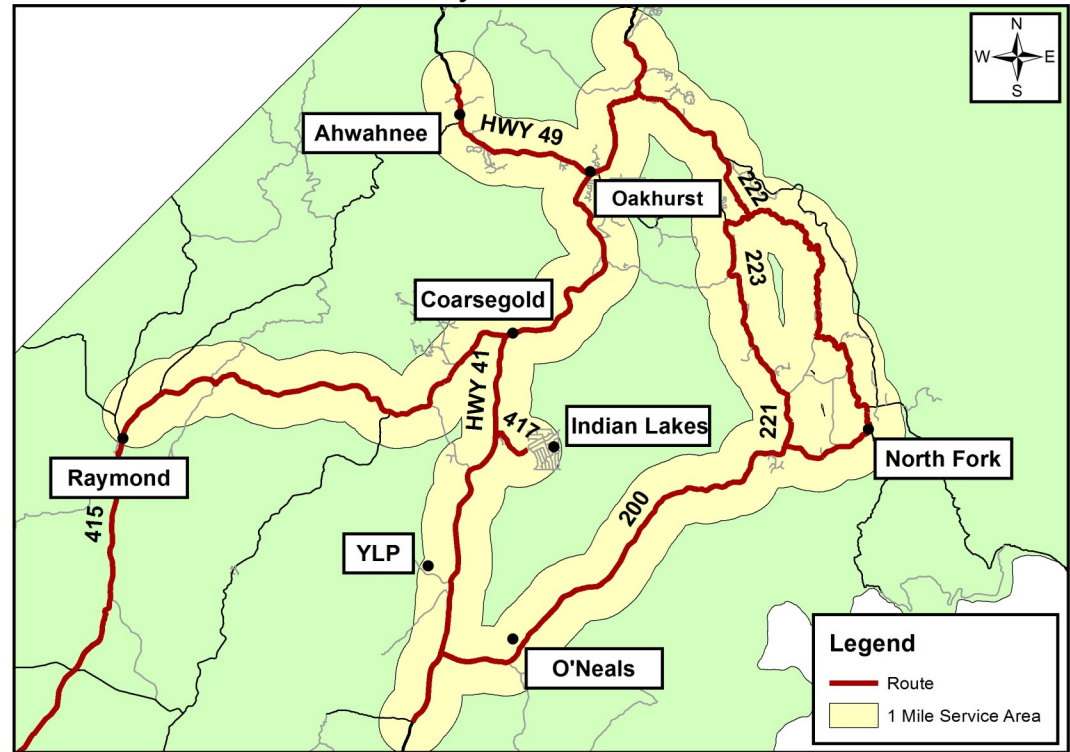 N
W E
S
Ahwahnee
HWY 49
Oakhurst
222
223
Coarsegold
HWY 41
417
Indian Lakes
221
North Fork
Raymond
415
200
YLP
O'Neals
Legend
Route
1 Mile Service Area